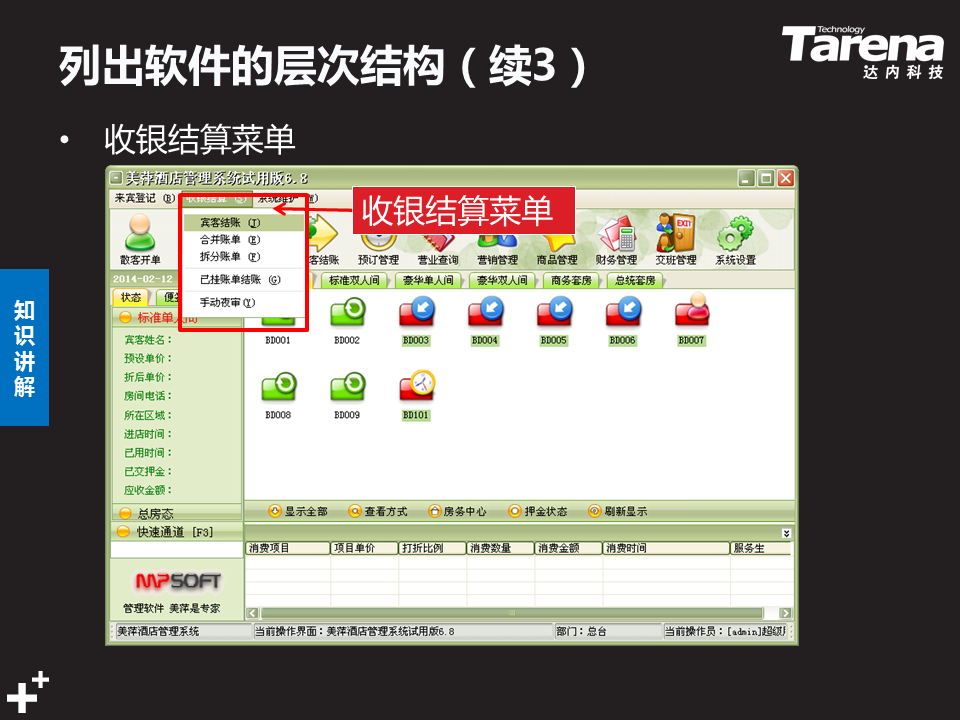 列出软件的层次结构（续3）
Technology
Tarena
达内科技
• 收银结算菜单
知识讲解
美萍酒店管理系统试用版6.8
来宾登记 (B) 收银结算 (Q) 系统维护 (W)
收银结算菜单
宾客结账 (T)
合并账单 (E)
拆分账单 (F)
已挂账单结账 (G)
手动夜审(Y)
散客开单 客结账 预订管理 营业查询 营销管理 商品管理 财务管理 交班管理 系统设置
EXIT
2014-02-12
标准双人间 豪华单人间 豪华双人间 商务套房 总统套房
状态
标准单人间
宾客姓名：
预设单价：
折后单价：
房间电话：
所在区域：
进店时间：
已用时间：
已交押金：
应收金额：
总房态
快速通道 [F3]
BD001 BD002 BD003 BD004 BD005 BD006 BD007
BD008 BD009 BD101
显示全部 查看方式 房务中心 押金状态 刷新显示
消费项目 项目单价 打折比例 消费数量 消费金额 消费时间 服务生
MPSOFT
管理软件 美萍是专家
美萍酒店管理系统 当前操作界面：美萍酒店管理系统试用版6.8 部门：总台 当前操作员：[admin]超级